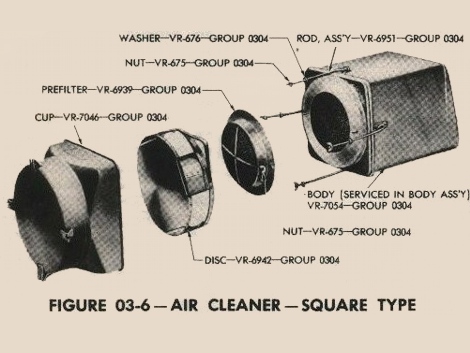 WASHER—VR-676—GROUP 0304
ROD, ASS'Y—VR-6951—GROUP 0304
NUT—VR-675—GROUP 0304
PREFILTER—VR-6939—GROUP 0304
CUP—VR-7046—GROUP 0304
BODY (SERVICED IN BODY ASS'Y)
VR-7054—GROUP 0304
NUT—VR-675—GROUP 0304
DISC—VR-6942—GROUP 0304
FIGURE 03-6—AIR CLEANER—SQUARE TYPE